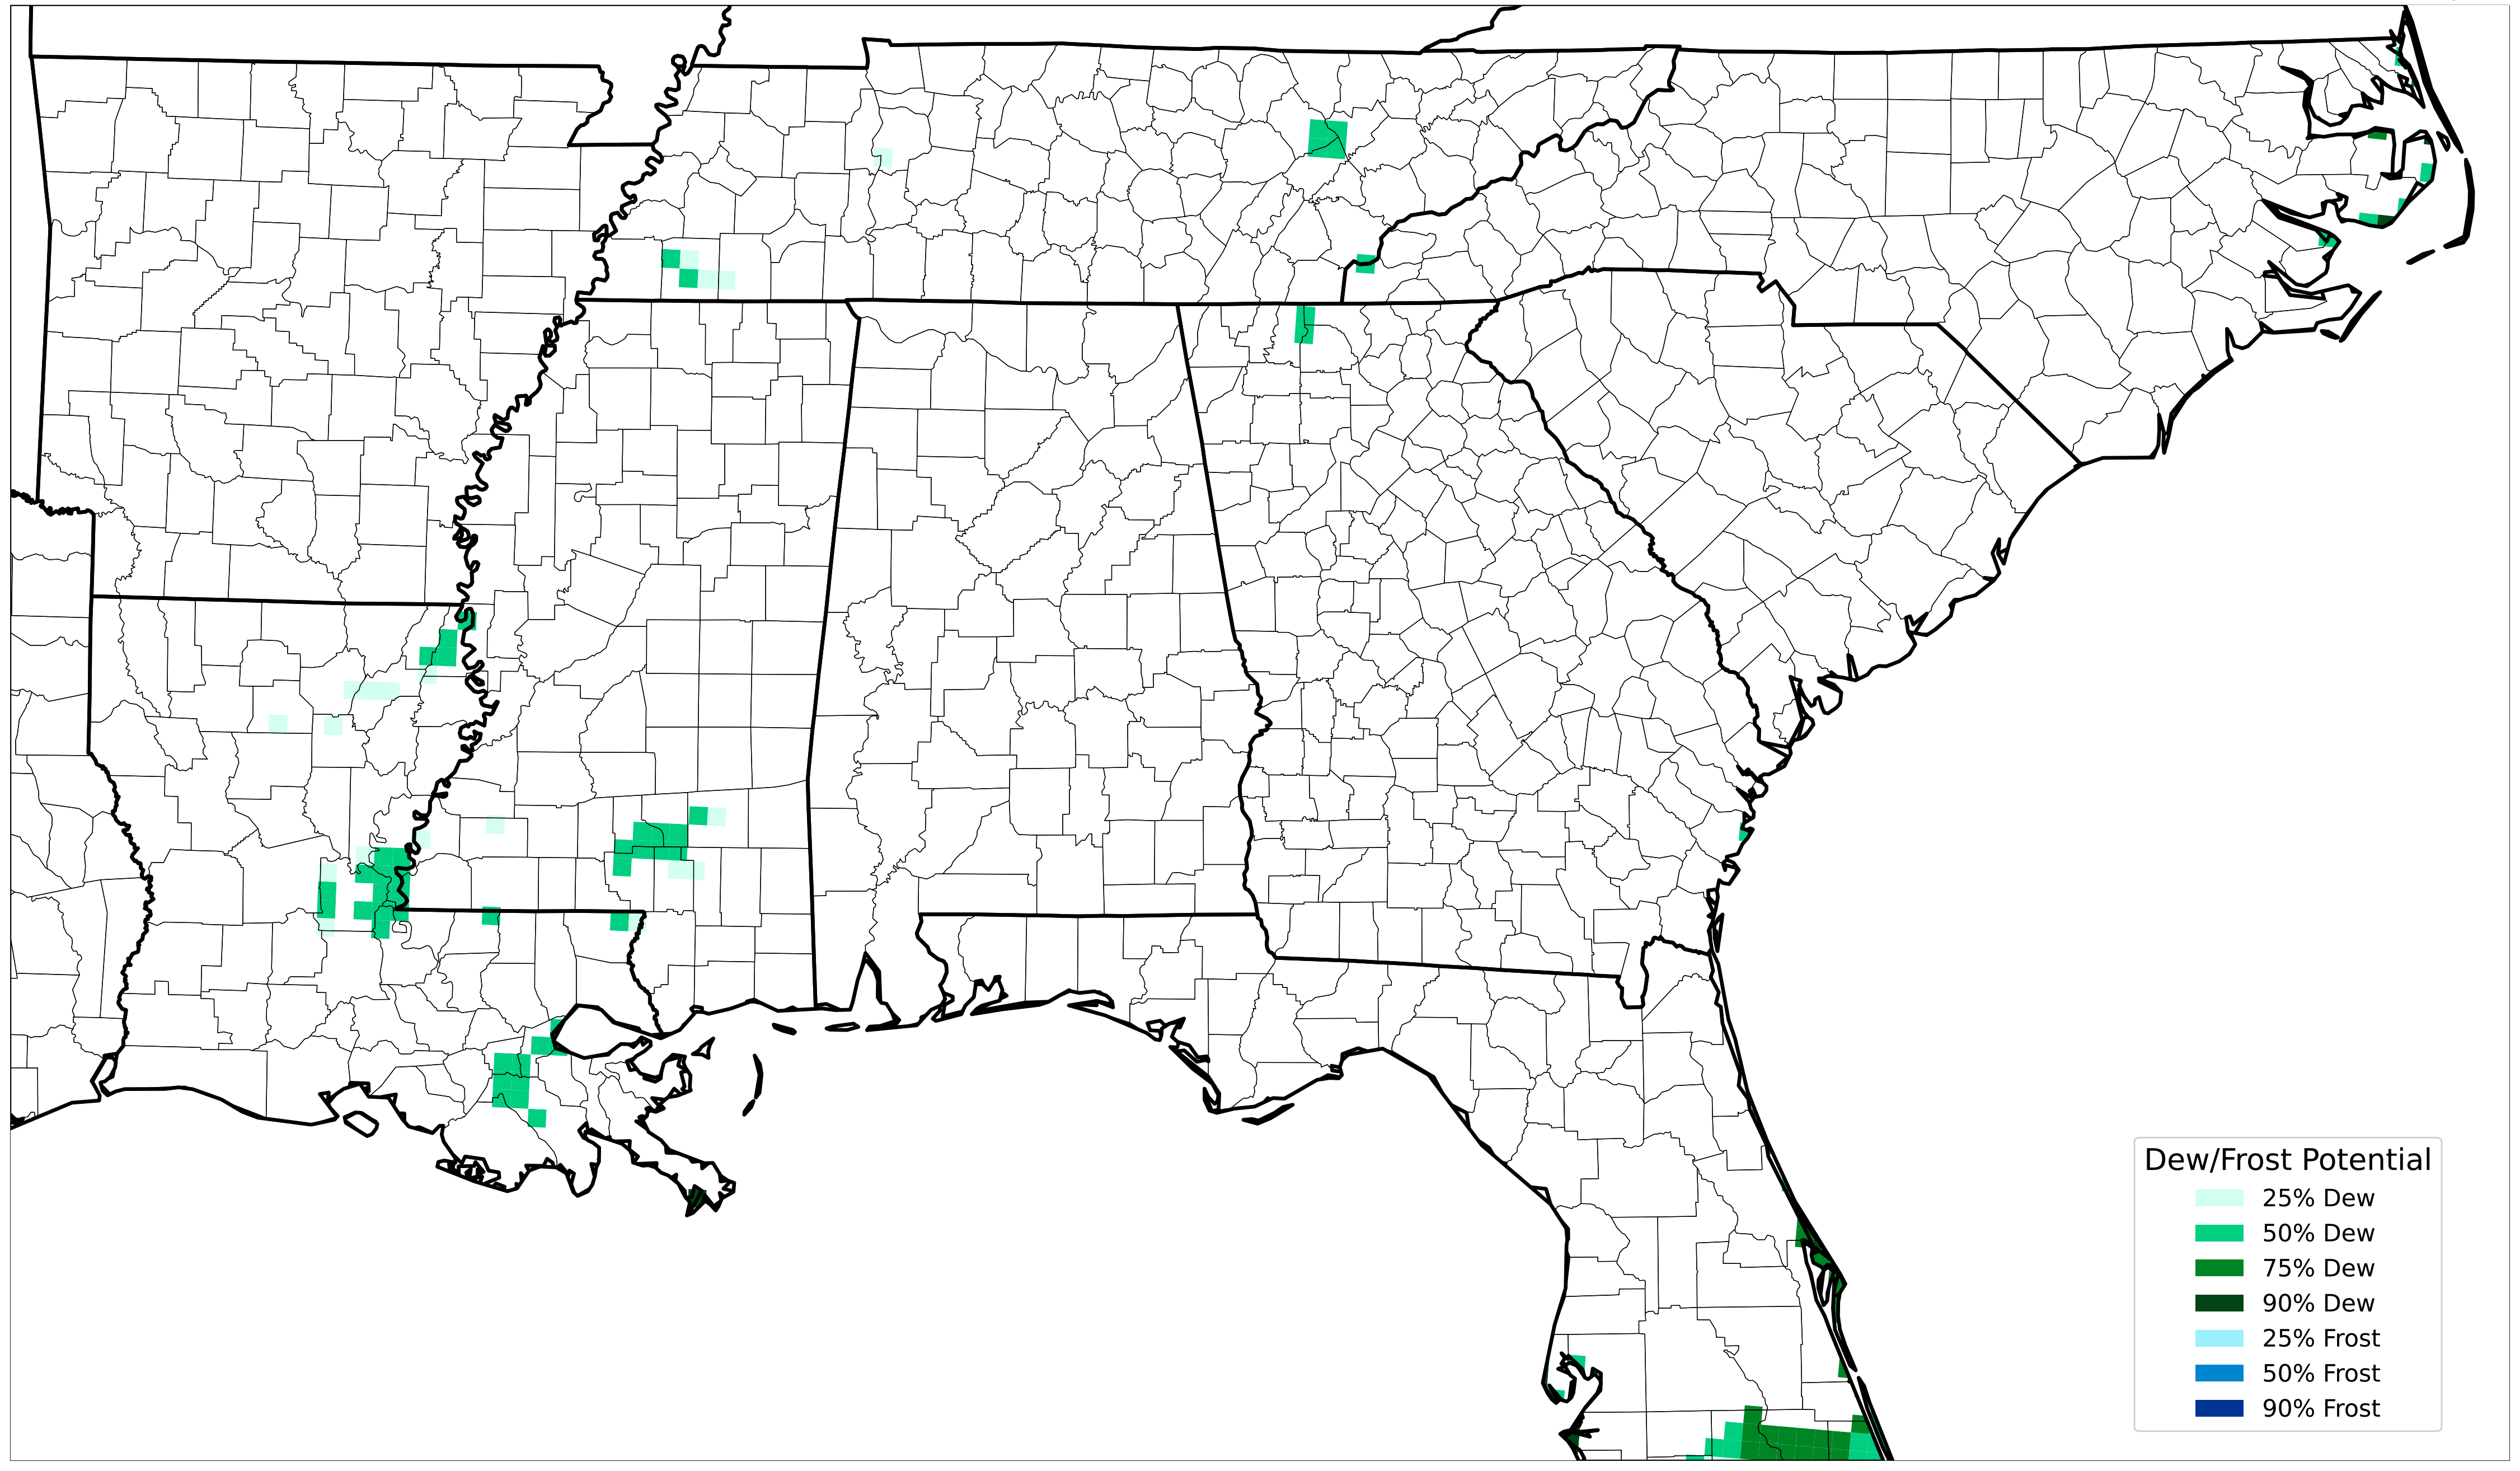 Dew/Frost Potential
25% Dew
50% Dew
75% Dew
90% Dew
25% Frost
50% Frost
90% Frost